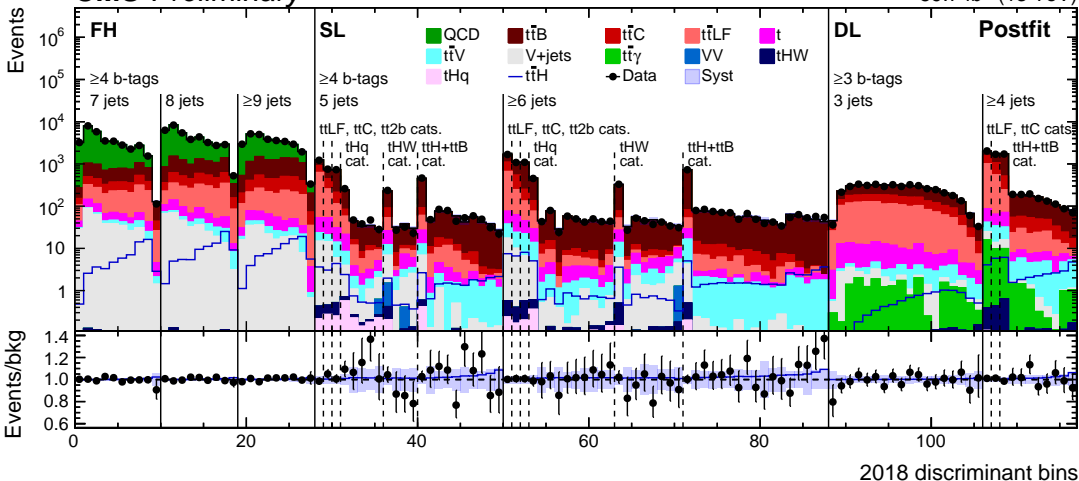 Preliminary
Events
FH
SL
DL
Postfit
QCD
tt̄B
tt̄C
tt̄LF
t
tt̄V
V+jets
tt̄γ
VV
tHW
tHq
tt̄H
Data
Syst
≥4 b-tags
≥4 b-tags
≥3 b-tags
7 jets
8 jets
≥9 jets
5 jets
≥6 jets
3 jets
≥4 jets
ttLF, ttC, tt2b cats.
ttLF, ttC, tt2b cats.
ttLF, ttC cats
tHq
cat.
tHW
cat.
ttH+ttB
cat.
tHq
cat.
tHW
cat.
ttH+ttB
cat.
ttH+ttB
cat.
10⁶
10⁵
10⁴
10³
10²
10
1
Events/bkg
1.4
1.2
1.0
0.8
0.6
0
20
40
60
80
100
2018 discriminant bins